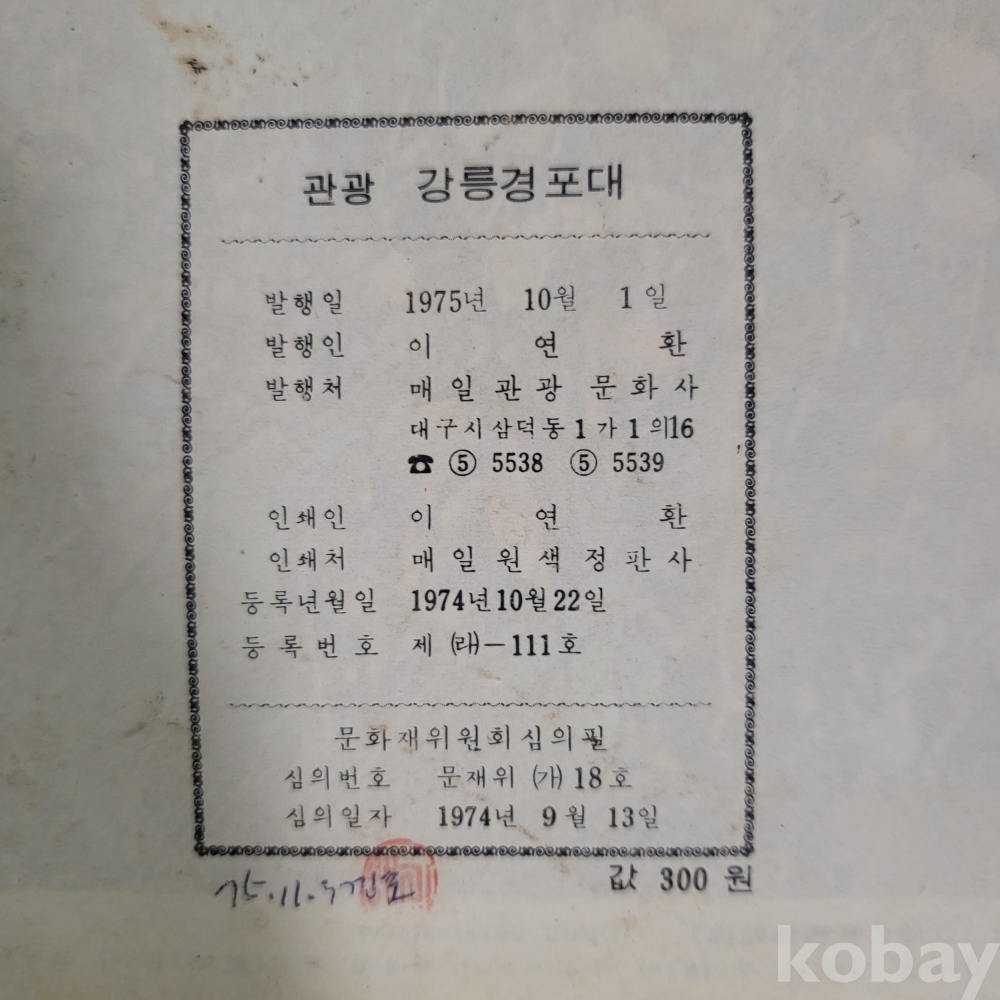 관광 강릉경포대
발행일 1975년 10월 1일
발행인 이연환
발행처 매일관광문화사
대구시삼덕동1가1의16
☎ ⑤ 5538 ⑤ 5539
인쇄인 이연환
인쇄처 매일원색정판사
등록년월일 1974년10월22일
등록번호 제 (래)-111호
문화재위원회심의필
심의번호 문재위 (가) 18호
심의일자 1974년 9월 13일
값 300 원
75.11.
kobay